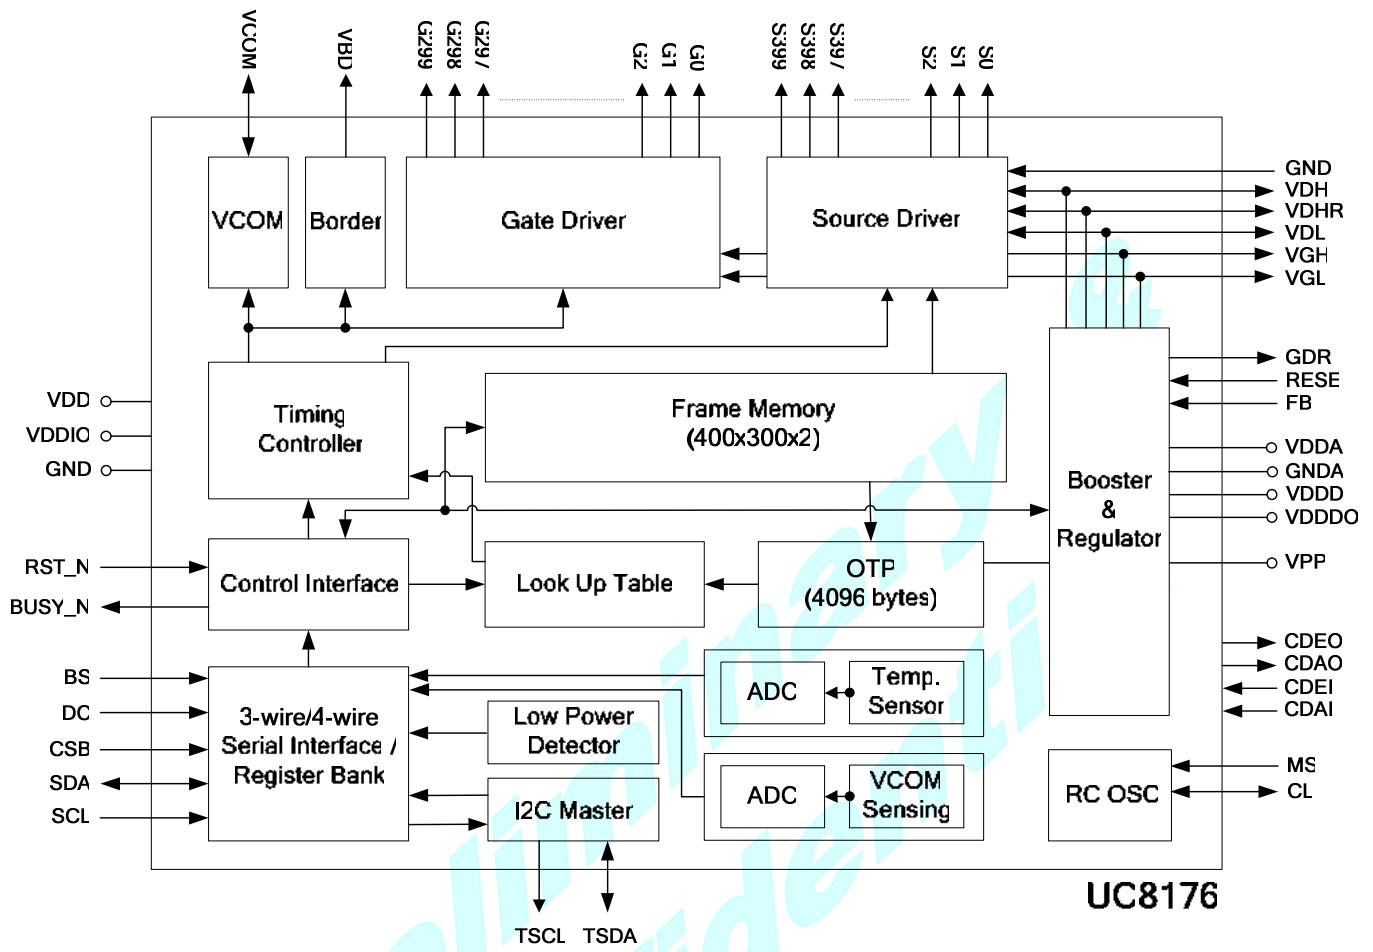 VCOM
VBD
G299
G298
G297
G2
G1
G0
S399
S398
S397
S2
S1
S0
VCOM
Border
Gate Driver
Source Driver
GND
VDH
VDHR
VDL
VGH
VGL
VDD
VDDIO
GND
Timing
Controller
Frame Memory
(400x300x2)
Booster
&
Regulator
GDR
RESE
FB
VDDA
GNDA
VDDD
VDDDO
VPP
RST_N
BUSY_N
Control Interface
Look Up Table
OTP
(4096 bytes)
CDEO
CDAO
CDEI
CDAI
BS
DC
CSB
SDA
SCL
3-wire/4-wire
Serial Interface /
Register Bank
Low Power
Detector
I2C Master
ADC
Temp.
Sensor
ADC
VCOM
Sensing
RC OSC
MS
CL
TSCL
TSDA
UC8176